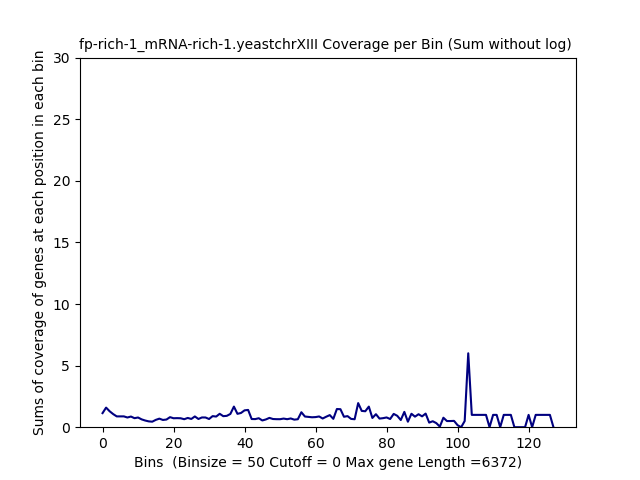 fp-rich-1_mRNA-rich-1.yeastchrXIII Coverage per Bin (Sum without log)
Sums of coverage of genes at each position in each bin
30
25
20
15
10
5
0
0 20 40 60 80 100 120
Bins  (Binsize = 50 Cutoff = 0 Max gene Length =6372)